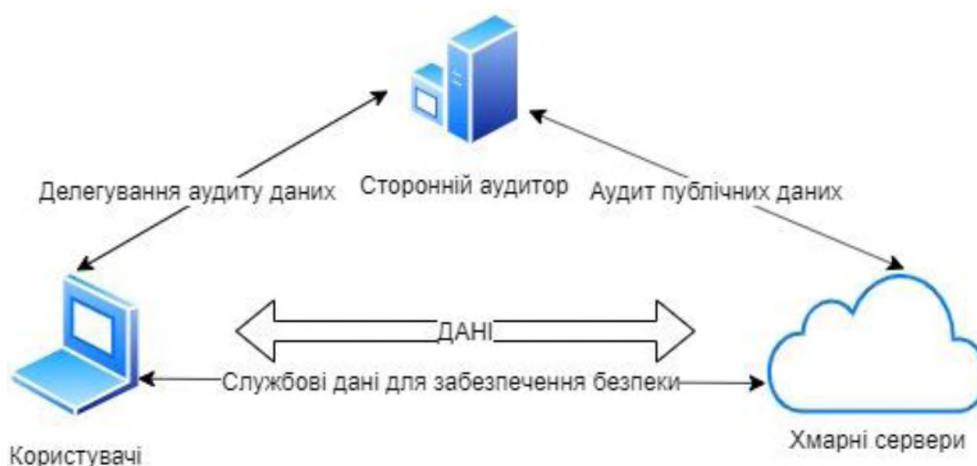 Делегування аудиту даних
Сторонній аудитор
Аудит публічних даних
ДАНІ
Службові дані для забезпечення безпеки
Користувачі
Хмарні сервери